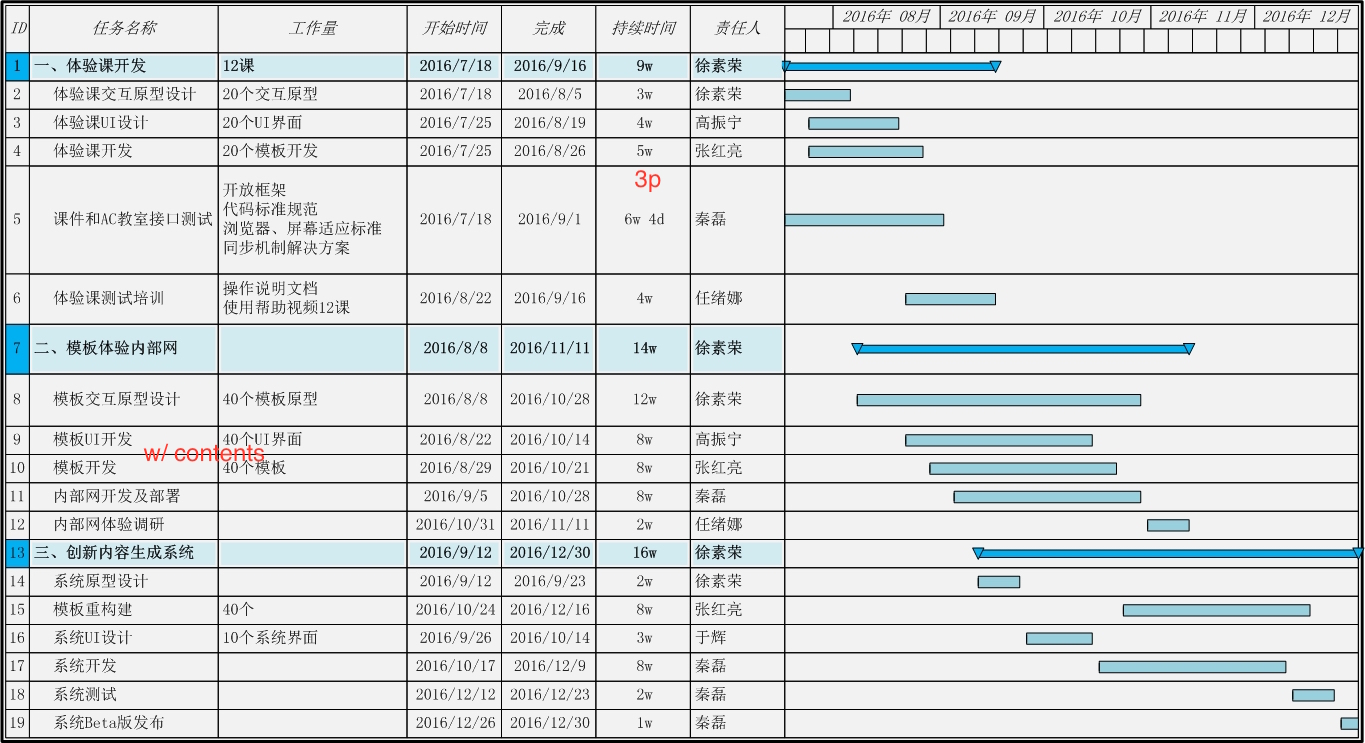 ID 任务名称 工作量 开始时间 完成 持续时间 责任人 2016年 08月 2016年 09月 2016年 10月 2016年 11月 2016年 12月
1 一、体验课开发 12课 2016/7/18 2016/9/16 9w 徐素荣
2 体验课交互原型设计 20个交互原型 2016/7/18 2016/8/5 3w 徐素荣
3 体验课UI设计 20个UI界面 2016/7/25 2016/8/19 4w 高振宁
4 体验课开发 20个模板开发 2016/7/25 2016/8/26 5w 张红亮
3p
5 课件和AC教室接口测试 开放框架
代码标准规范
浏览器、屏幕适应标准
同步机制解决方案 2016/7/18 2016/9/1 6w 4d 秦磊
6 体验课测试培训 操作说明文档
使用帮助视频12课 2016/8/22 2016/9/16 4w 任绪娜
7 二、模板体验内部网 2016/8/8 2016/11/11 14w 徐素荣
8 模板交互原型设计 40个模板原型 2016/8/8 2016/10/28 12w 徐素荣
9 模板UI开发 40个UI界面 2016/8/22 2016/10/14 8w 高振宁
w/ contents
10 模板开发 40个模板 2016/8/29 2016/10/21 8w 张红亮
11 内部网开发及部署 2016/9/5 2016/10/28 8w 秦磊
12 内部网体验调研 2016/10/31 2016/11/11 2w 任绪娜
13 三、创新内容生成系统 2016/9/12 2016/12/30 16w 徐素荣
14 系统原型设计 2016/9/12 2016/9/23 2w 徐素荣
15 模板重构建 40个 2016/10/24 2016/12/16 8w 张红亮
16 系统UI设计 10个系统界面 2016/9/26 2016/10/14 3w 于辉
17 系统开发 2016/10/17 2016/12/9 8w 秦磊
18 系统测试 2016/12/12 2016/12/23 2w 秦磊
19 系统Beta版发布 2016/12/26 2016/12/30 1w 秦磊